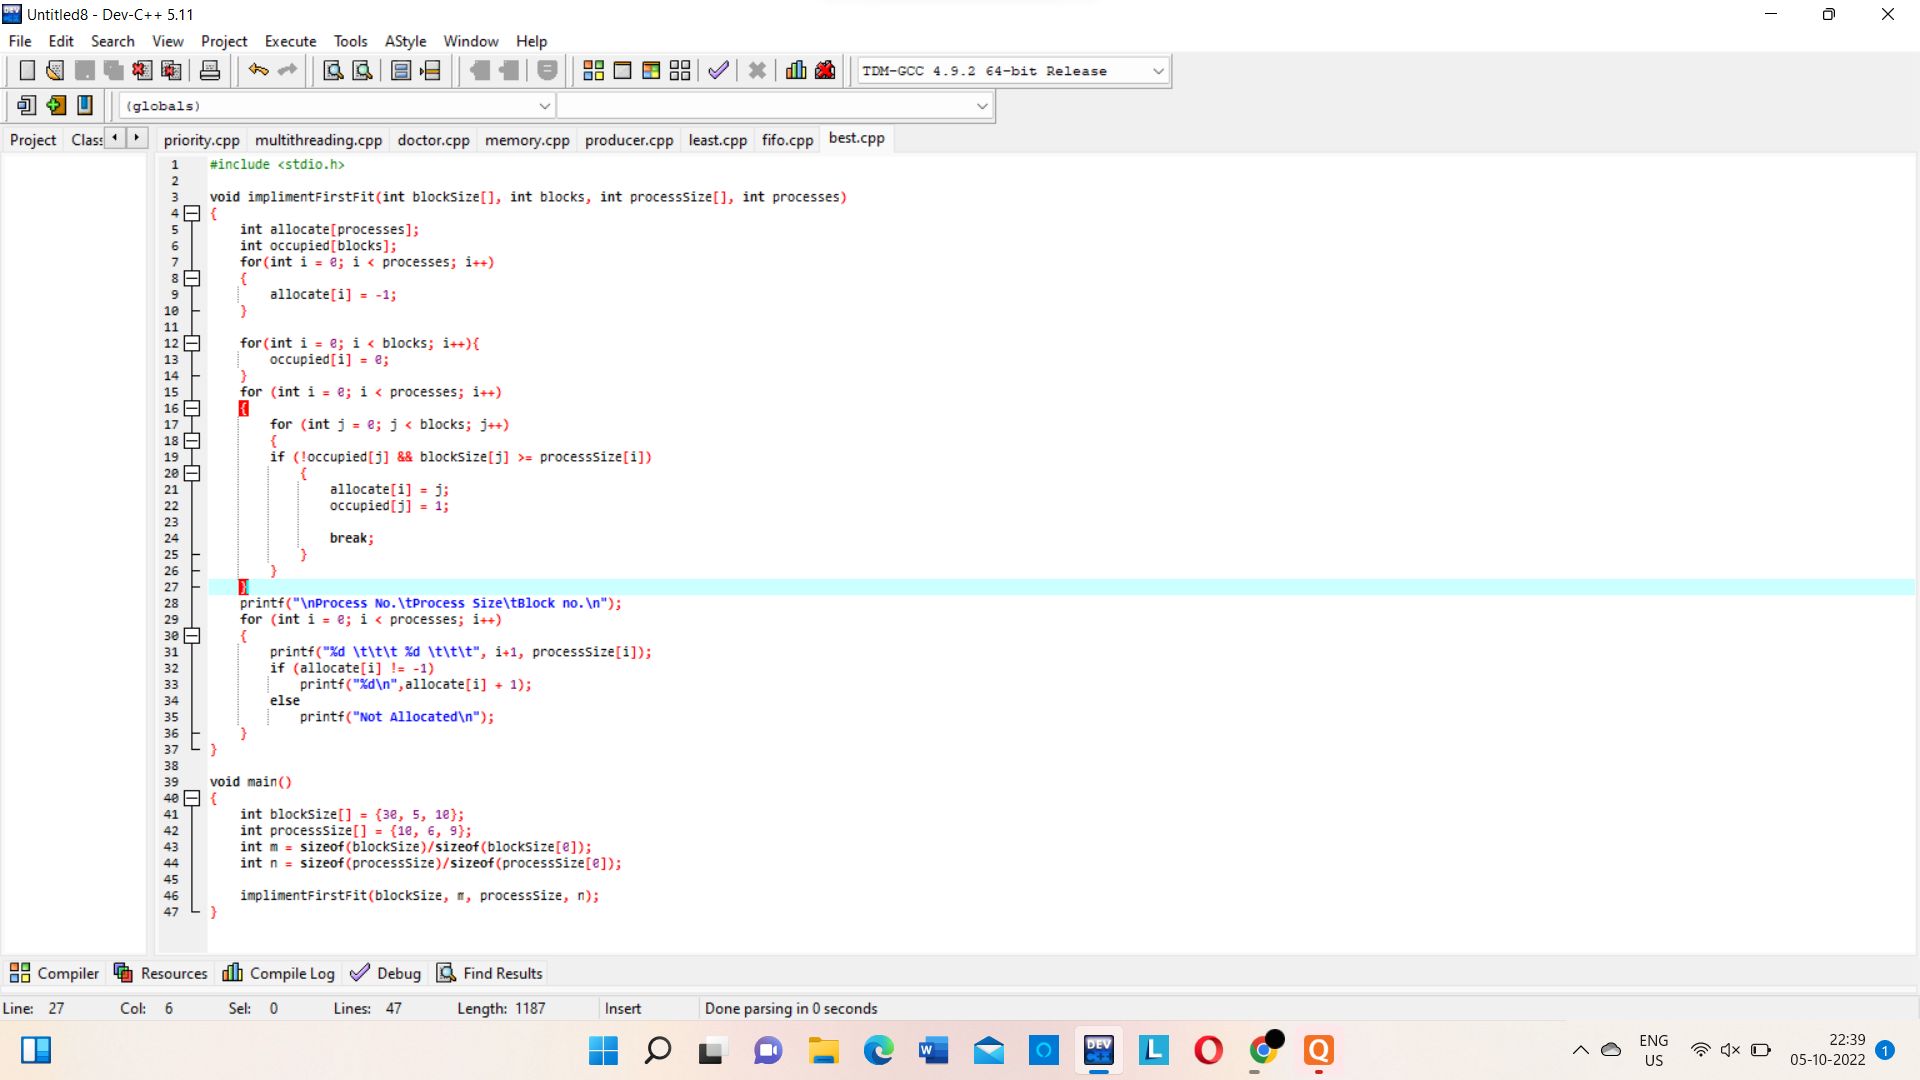 Untitled8 - Dev-C++ 5.11
File Edit Search View Project Execute Tools AStyle Window Help
TDM-GCC 4.9.2 64-bit Release
(globals)
Project Class priority.cpp multithreading.cpp doctor.cpp memory.cpp producer.cpp least.cpp fifo.cpp best.cpp
1 #include <stdio.h>
2
3 void implimentFirstFit(int blockSize[], int blocks, int processSize[], int processes)
4 {
5 int allocate[processes];
6 int occupied[blocks];
7 for(int i = 0; i < processes; i++)
8 {
9 allocate[i] = -1;
10 }
11
12 for(int i = 0; i < blocks; i++){
13 occupied[i] = 0;
14 }
15 for (int i = 0; i < processes; i++)
16 {
17 for (int j = 0; j < blocks; j++)
18 {
19 if (!occupied[j] && blockSize[j] >= processSize[i])
20 {
21 allocate[i] = j;
22 occupied[j] = 1;
23
24 break;
25 }
26 }
27 }
28 printf("\nProcess No.\tProcess Size\tBlock no.\n");
29 for (int i = 0; i < processes; i++)
30 {
31 printf("%d \t\t\t %d \t\t\t", i+1, processSize[i]);
32 if (allocate[i] != -1)
33 printf("%d\n",allocate[i] + 1);
34 else
35 printf("Not Allocated\n");
36 }
37 }
38
39 void main()
40 {
41 int blockSize[] = {30, 5, 10};
42 int processSize[] = {10, 6, 9};
43 int m = sizeof(blockSize)/sizeof(blockSize[0]);
44 int n = sizeof(processSize)/sizeof(processSize[0]);
45
46 implimentFirstFit(blockSize, m, processSize, n);
47 }
Compiler Resources Compile Log Debug Find Results
Line: 27 Col: 6 Sel: 0 Lines: 47 Length: 1187 Insert Done parsing in 0 seconds
ENG 22:39
US 05-10-2022 1